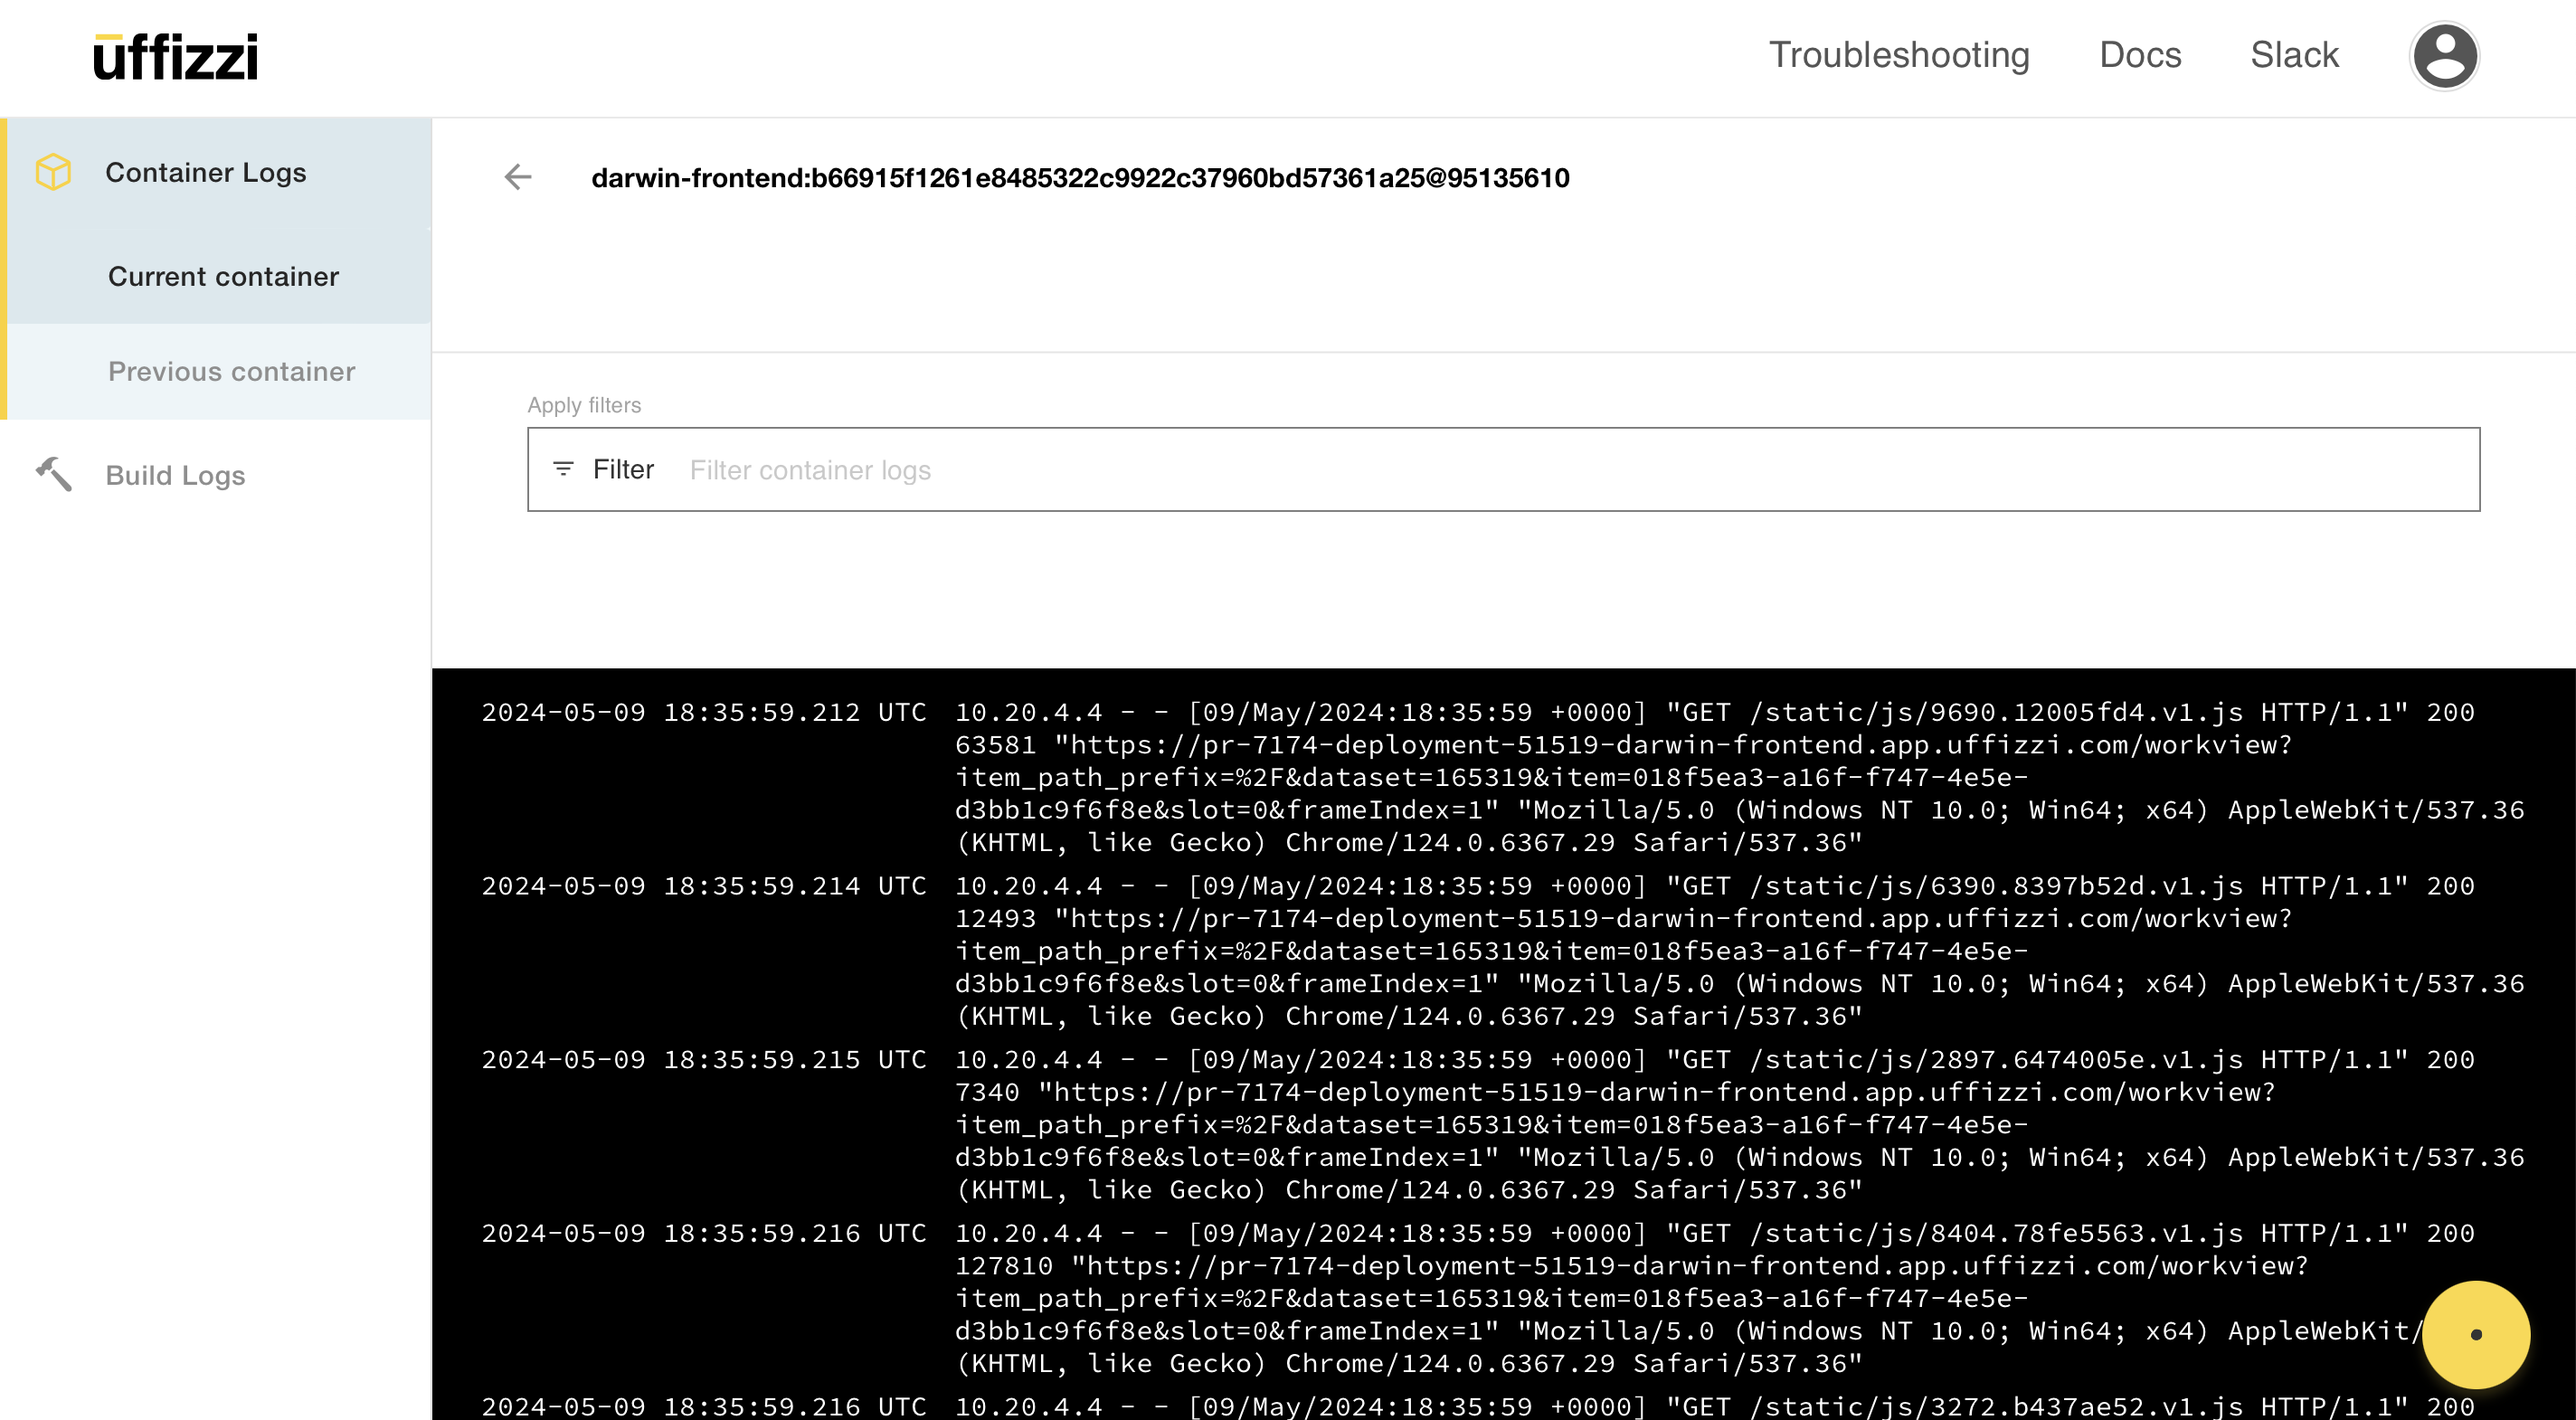 uffizzi
Troubleshooting Docs Slack
Container Logs
Current container
Previous container
Build Logs
darwin-frontend:b66915f1261e8485322c9922c37960bd57361a25@95135610
Apply filters
Filter Filter container logs
2024-05-09 18:35:59.212 UTC 10.20.4.4 - - [09/May/2024:18:35:59 +0000] "GET /static/js/9690.12005fd4.v1.js HTTP/1.1" 200
63581 "https://pr-7174-deployment-51519-darwin-frontend.app.uffizzi.com/workview?
item_path_prefix=%2F&dataset=165319&item=018f5ea3-a16f-f747-4e5e-
d3bb1c9f6f8e&slot=0&frameIndex=1" "Mozilla/5.0 (Windows NT 10.0; Win64; x64) AppleWebKit/537.36
(KHTML, like Gecko) Chrome/124.0.6367.29 Safari/537.36"
2024-05-09 18:35:59.214 UTC 10.20.4.4 - - [09/May/2024:18:35:59 +0000] "GET /static/js/6390.8397b52d.v1.js HTTP/1.1" 200
12493 "https://pr-7174-deployment-51519-darwin-frontend.app.uffizzi.com/workview?
item_path_prefix=%2F&dataset=165319&item=018f5ea3-a16f-f747-4e5e-
d3bb1c9f6f8e&slot=0&frameIndex=1" "Mozilla/5.0 (Windows NT 10.0; Win64; x64) AppleWebKit/537.36
(KHTML, like Gecko) Chrome/124.0.6367.29 Safari/537.36"
2024-05-09 18:35:59.215 UTC 10.20.4.4 - - [09/May/2024:18:35:59 +0000] "GET /static/js/2897.6474005e.v1.js HTTP/1.1" 200
7340 "https://pr-7174-deployment-51519-darwin-frontend.app.uffizzi.com/workview?
item_path_prefix=%2F&dataset=165319&item=018f5ea3-a16f-f747-4e5e-
d3bb1c9f6f8e&slot=0&frameIndex=1" "Mozilla/5.0 (Windows NT 10.0; Win64; x64) AppleWebKit/537.36
(KHTML, like Gecko) Chrome/124.0.6367.29 Safari/537.36"
2024-05-09 18:35:59.216 UTC 10.20.4.4 - - [09/May/2024:18:35:59 +0000] "GET /static/js/8404.78fe5563.v1.js HTTP/1.1" 200
127810 "https://pr-7174-deployment-51519-darwin-frontend.app.uffizzi.com/workview?
item_path_prefix=%2F&dataset=165319&item=018f5ea3-a16f-f747-4e5e-
d3bb1c9f6f8e&slot=0&frameIndex=1" "Mozilla/5.0 (Windows NT 10.0; Win64; x64) AppleWebKit/
(KHTML, like Gecko) Chrome/124.0.6367.29 Safari/537.36"
2024-05-09 18:35:59.216 UTC 10.20.4.4 - - [09/May/2024:18:35:59 +0000] "GET /static/js/3272.b437ae52.v1.js HTTP/1.1" 200